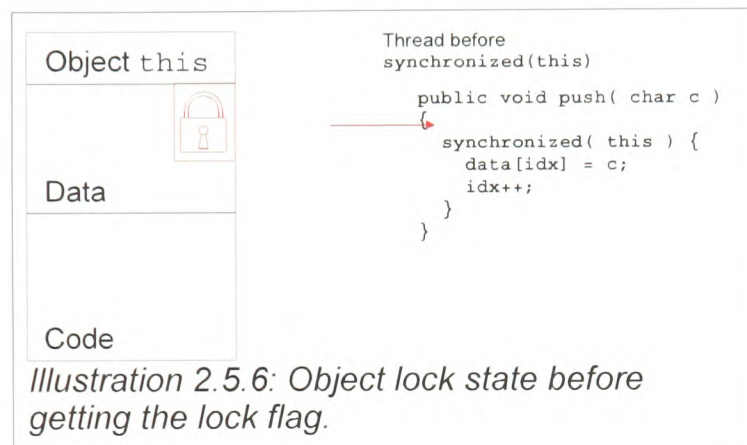 Object this
Data
Code
Thread before
synchronized(this)
public void push( char c )
{
synchronized( this ) {
data[idx] = c;
idx++;
}
}
Illustration 2.5.6: Object lock state before
getting the lock flag.